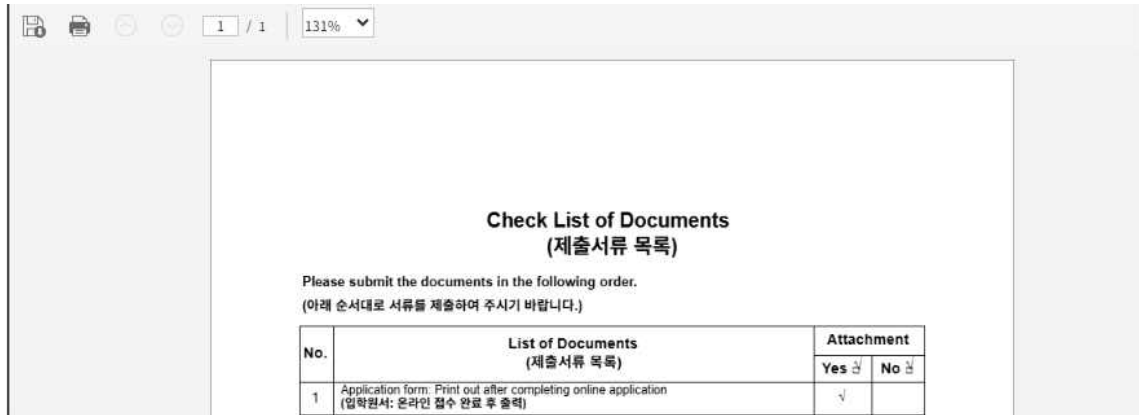 1 / 1 131%
Check List of Documents
(제출서류 목록)
Please submit the documents in the following order.
(아래 순서대로 서류를 제출하여 주시기 바랍니다.)
No.
List of Documents
(제출서류 목록)
Attachment
Yes No
1
Application form: Print out after completing online application
(입학원서: 온라인 접수 완료 후 출력)
√